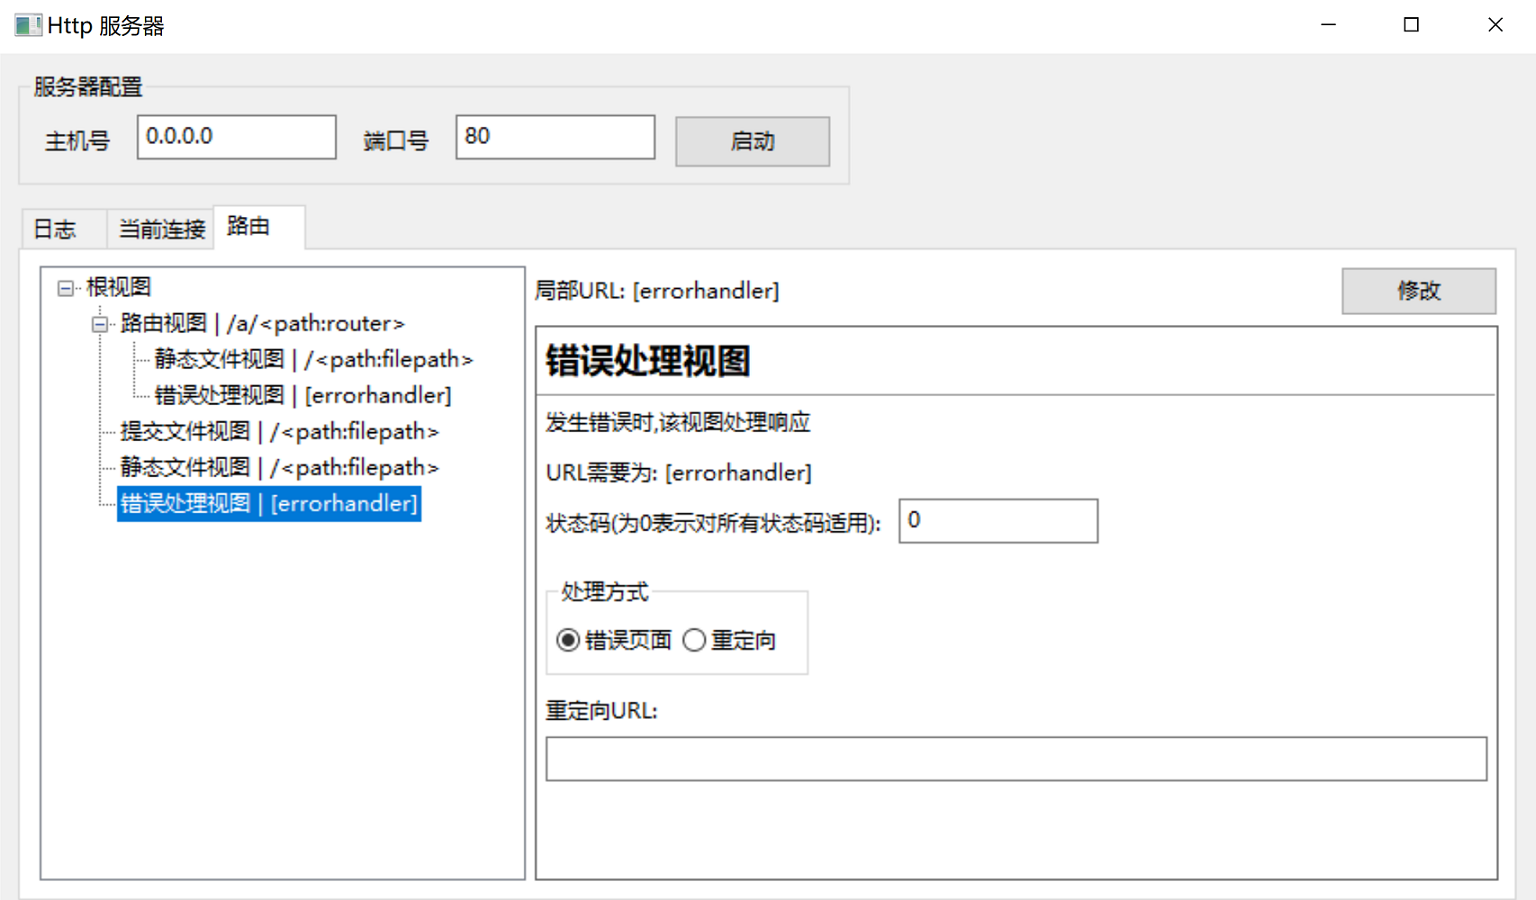 Http 服务器
服务器配置
主机号 0.0.0.0 端口号 80 启动
日志 当前连接 路由
根视图
路由视图 | /a/<path:router>
静态文件视图 | /<path:filepath>
错误处理视图 | [errorhandler]
提交文件视图 | /<path:filepath>
静态文件视图 | /<path:filepath>
错误处理视图 | [errorhandler]
局部URL: [errorhandler] 修改
错误处理视图
发生错误时,该视图处理响应
URL需要为: [errorhandler]
状态码(为0表示对所有状态码适用): 0
处理方式
错误页面 重定向
重定向URL: